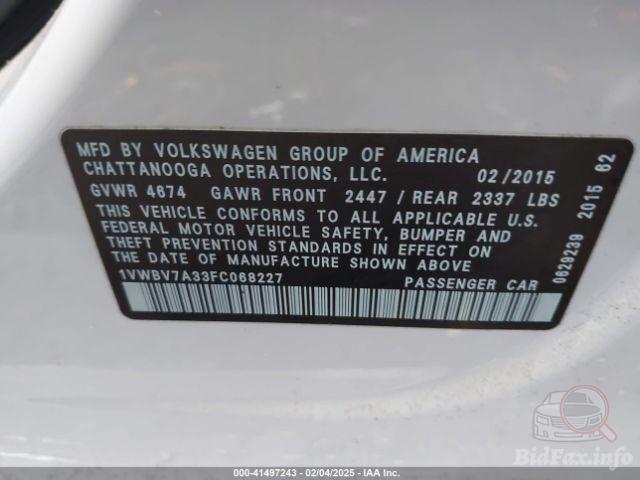 MFD BY VOLKSWAGEN GROUP OF AMERICA
CHATTANOOGA OPERATIONS, LLC. 02/2015
GVWR 4674 GAWR FRONT 2447 / REAR 2337 LBS
THIS VEHICLE CONFORMS TO ALL APPLICABLE U.S.
FEDERAL MOTOR VEHICLE SAFETY, BUMPER AND
THEFT PREVENTION STANDARDS IN EFFECT ON
THE DATE OF MANUFACTURE SHOWN ABOVE.
1VWBV7A33FC068227 PASSENGER CAR
0629239 2015 62
BidFax.info
000-41497243 - 02/04/2025 - IAA Inc.